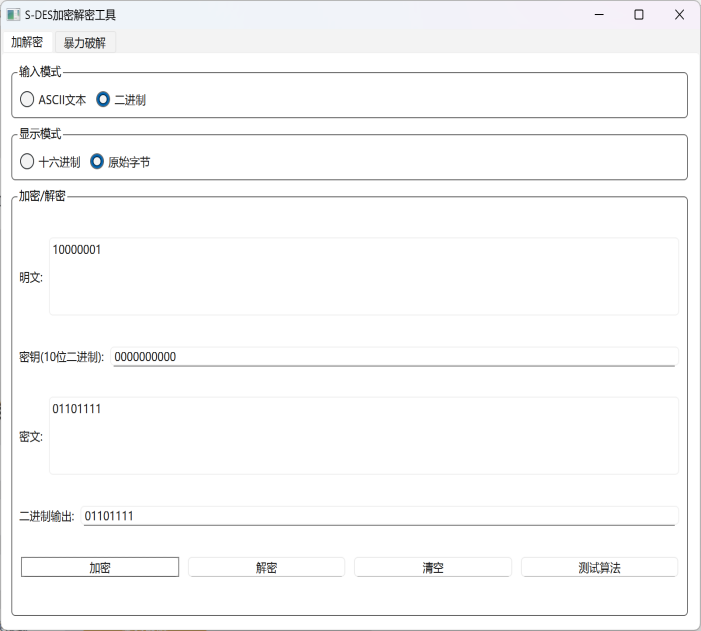 S-DES加密解密工具
加解密 暴力破解
输入模式
ASCII文本 二进制
显示模式
十六进制 原始字节
加密/解密
10000001
明文:
密钥(10位二进制): 0000000000
01101111
密文:
二进制输出: 01101111
加密 解密 清空 测试算法